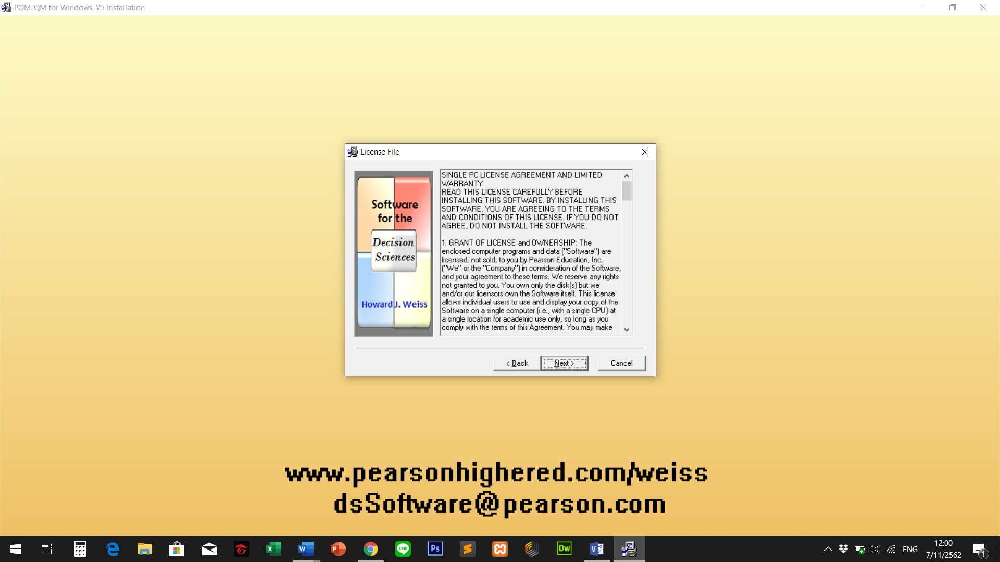 POM-QM for Windows, V5 Installation
License File
Software
for the
Decision
Sciences
Howard J. Weiss
SINGLE PC LICENSE AGREEMENT AND LIMITED
WARRANTY
READ THIS LICENSE CAREFULLY BEFORE
INSTALLING THIS SOFTWARE. BY INSTALLING THIS
SOFTWARE, YOU ARE AGREEING TO THE TERMS
AND CONDITIONS OF THIS LICENSE. IF YOU DO NOT
AGREE, DO NOT INSTALL THE SOFTWARE.
1. GRANT OF LICENSE and OWNERSHIP: The
enclosed computer programs and data ("Software") are
licensed, not sold, to you by Pearson Education, Inc.
("We" or the "Company") in consideration of the Software,
and your agreement to these terms. We reserve any rights
not granted to you. You own only the disk(s) but we
and/or our licensors own the Software itself. This license
allows individual users to use and display your copy of the
Software on a single computer (i.e., with a single CPU) at
a single location for academic use only, so long as you
comply with the terms of this Agreement. You may make
< Back
Next >
Cancel
www.pearsonhighered.com/weiss
dsSoftware@pearson.com
LINE
Ps
Dw
ENG
12:00
7/11/2562
1